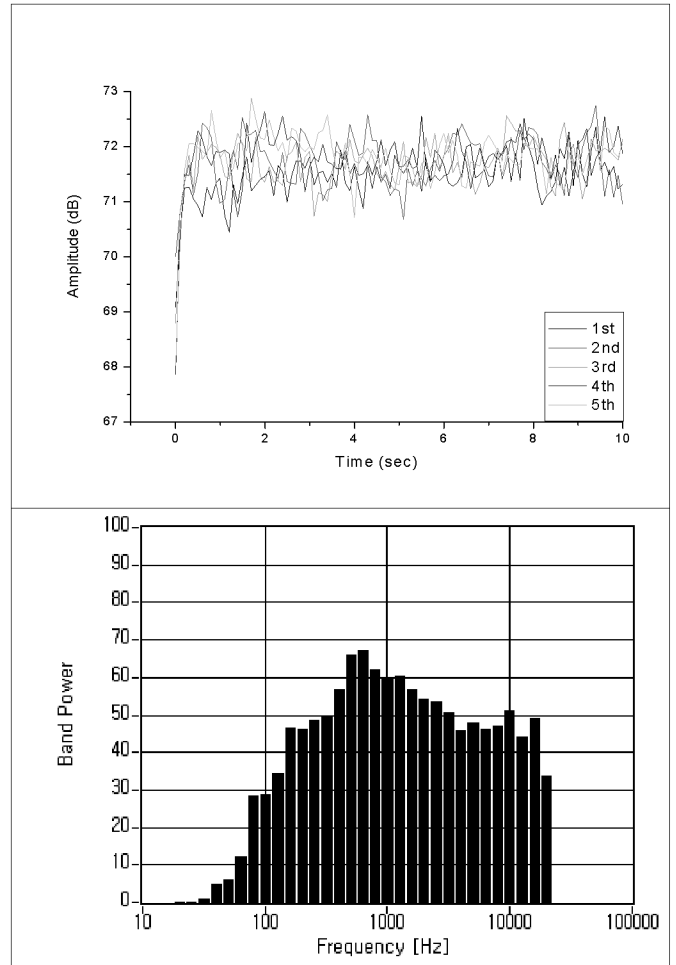 73
72
71
70
69
68
67
Amplitude (dB)
1st
2nd
3rd
4th
5th
0 2 4 6 8 10
Time (sec)
100
90
80
70
60
50
40
30
20
10
0
Band Power
10 100 1000 10000 100000
Frequency [Hz]